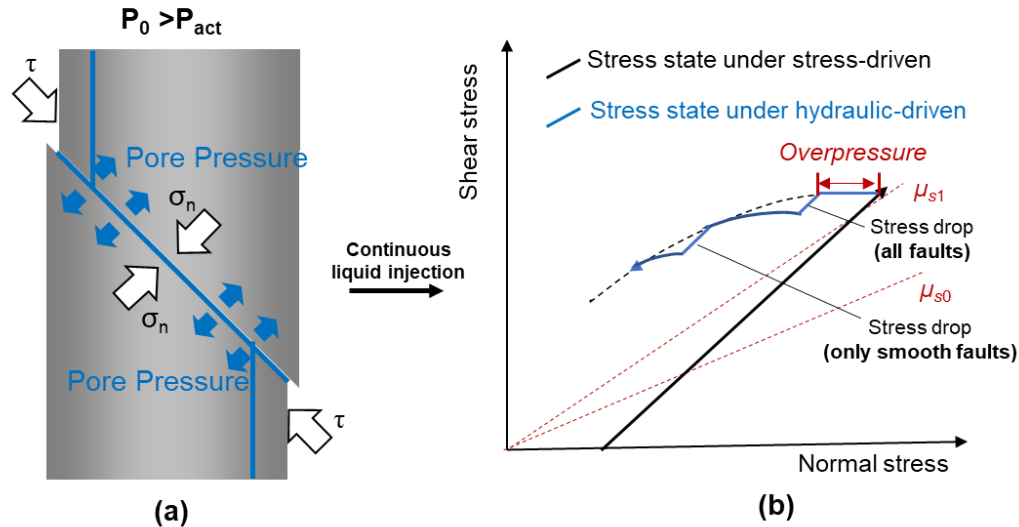 P0 >Pact
τ
Pore Pressure
σn
σn
Pore Pressure
τ
(a)
Continuous
liquid injection
Shear stress
Stress state under stress-driven
Stress state under hydraulic-driven
Overpressure
μs1
Stress drop
(all faults)
μs0
Stress drop
(only smooth faults)
Normal stress
(b)